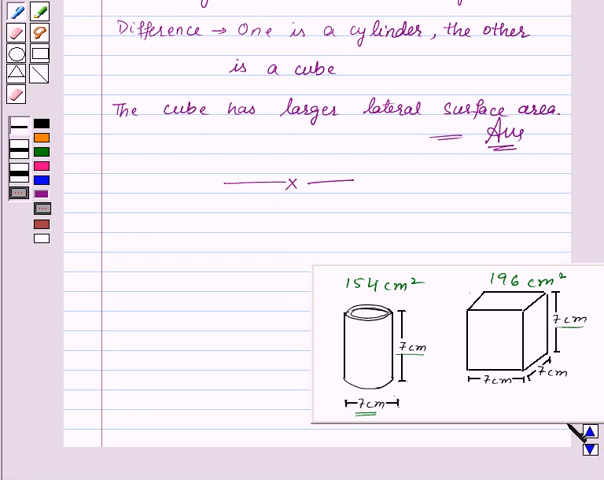 Difference → One is a cylinder, the other
is a cube
The cube has larger lateral surface area.
Ans
x
154 cm²
196 cm²
7cm
7cm
7cm
7cm
7cm